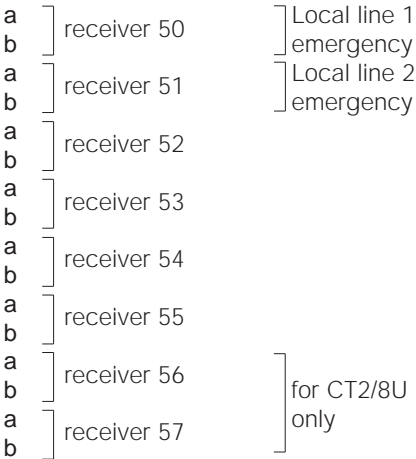 a
receiver 50
b
Local line 1
emergency
a
receiver 51
b
Local line 2
emergency
a
receiver 52
b
a
receiver 53
b
a
receiver 54
b
a
receiver 55
b
a
receiver 56
b
a
receiver 57
b
for CT2/8U
only